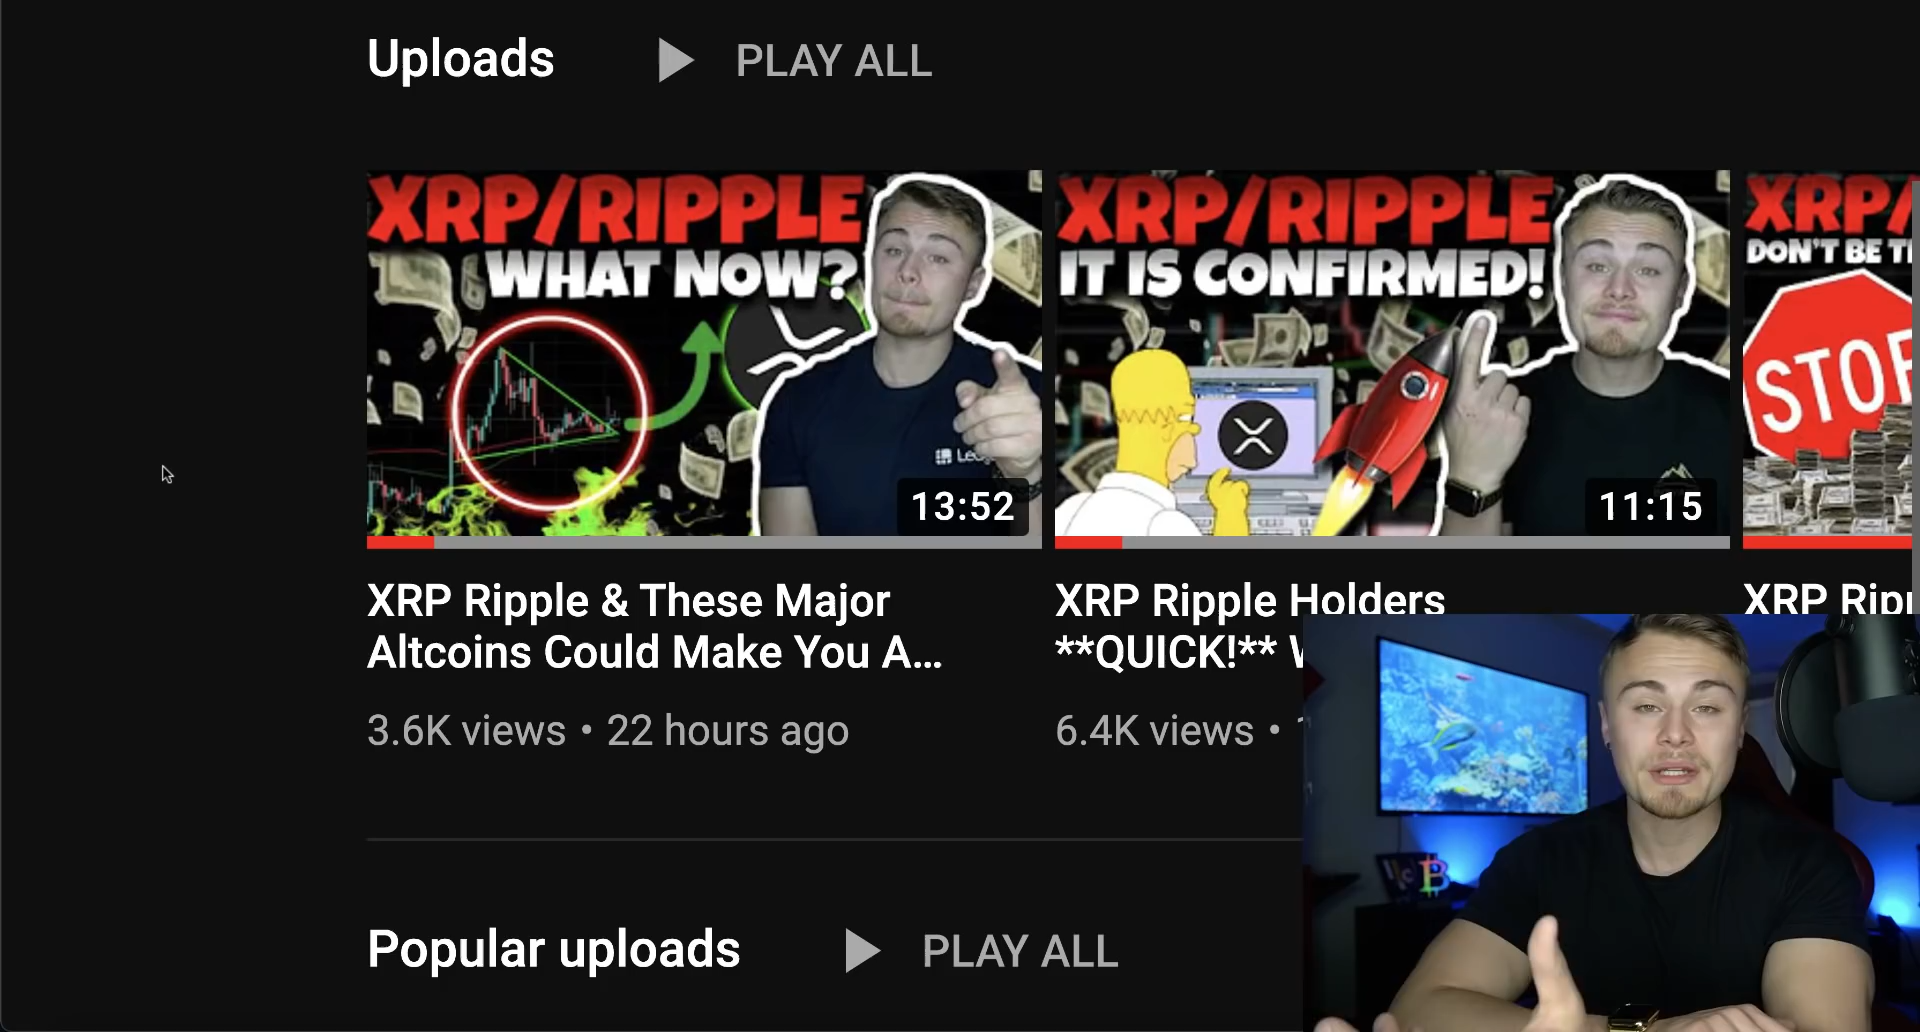 Uploads
PLAY ALL
XRP/RIPPLE
WHAT NOW?
13:52
XRP/RIPPLE
IT IS CONFIRMED!
11:15
XRP/
DON'T BE
STOP
XRP Ripple & These Major
Altcoins Could Make You A...
3.6K views • 22 hours ago
XRP Ripple Holders
**QUICK!**
6.4K views •
XRP
Popular uploads
PLAY ALL